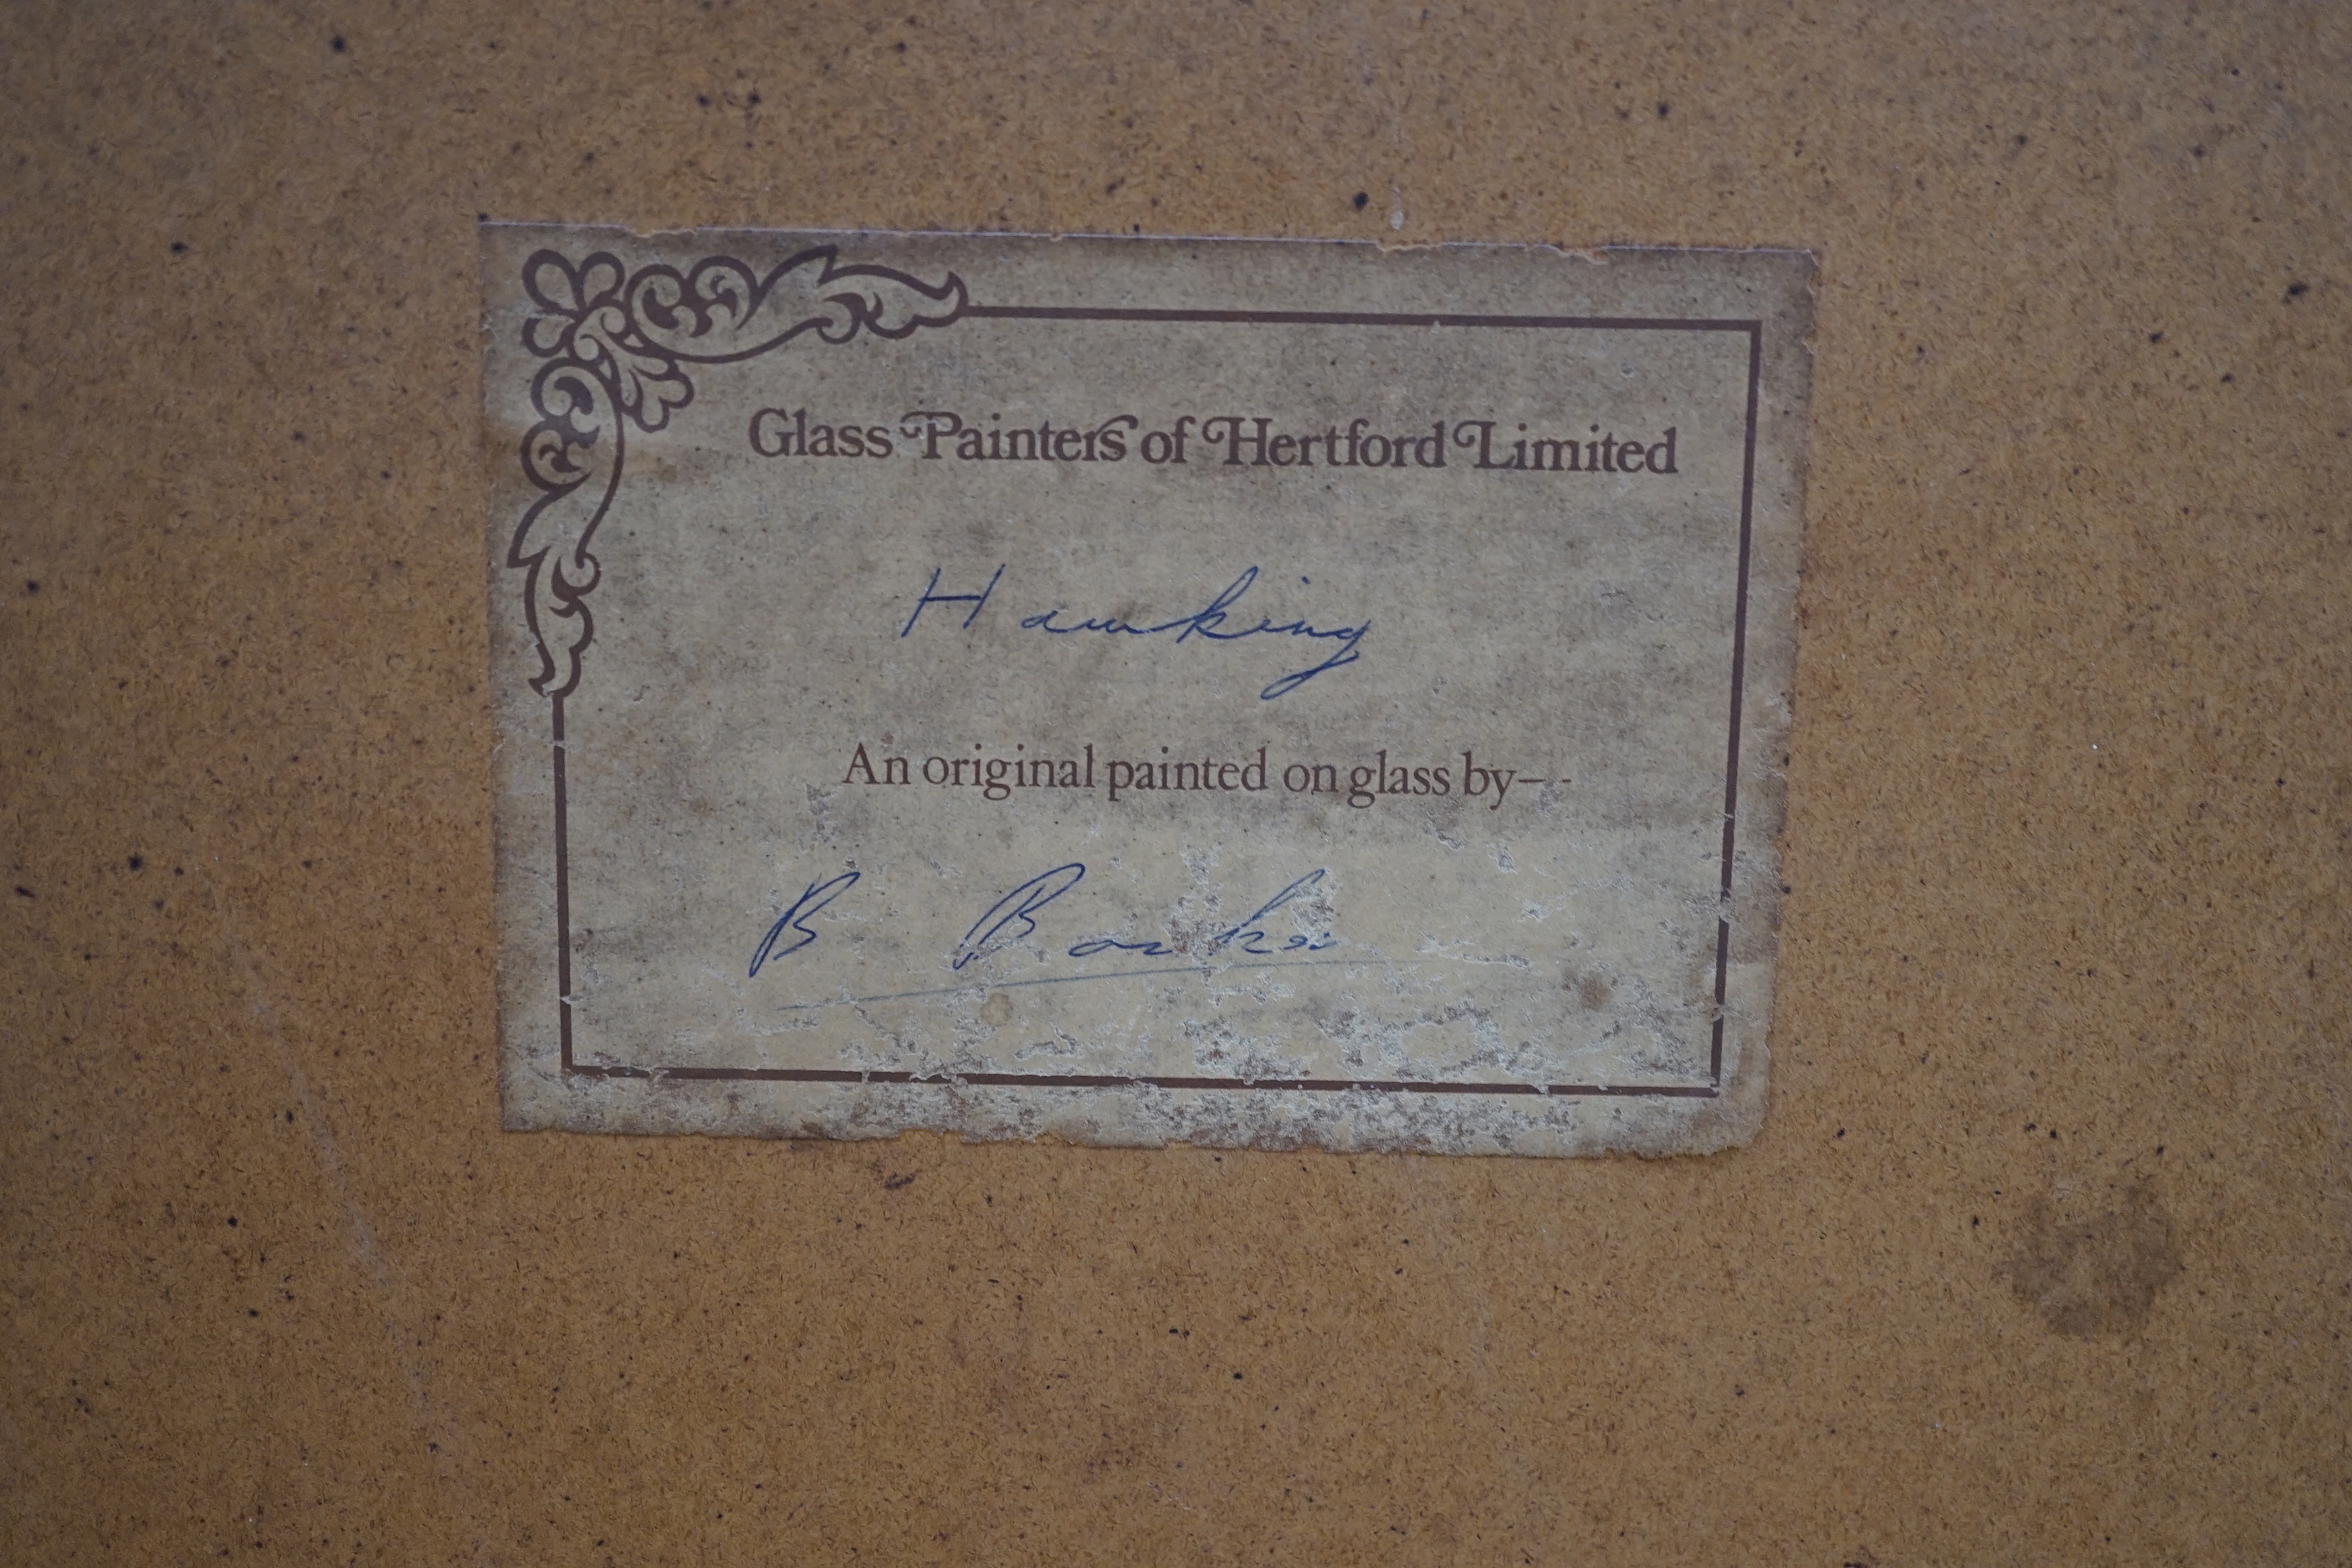 Glass Painters of Hertford Limited
Hawking
An original painted on glass by--
B